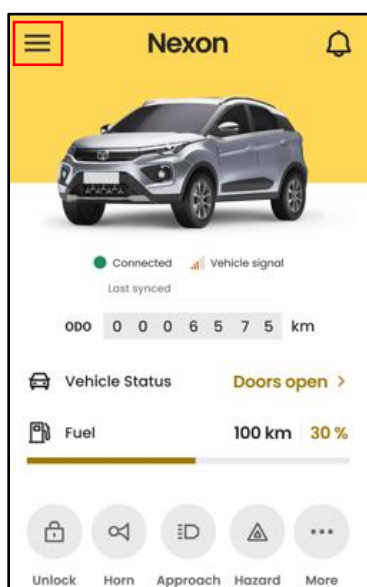 Nexon
Connected Vehicle signal
Last synced
ODO 0 0 0 6 5 7 5 km
Vehicle Status Doors open >
Fuel 100 km 30 %
Unlock Horn Approach Hazard More